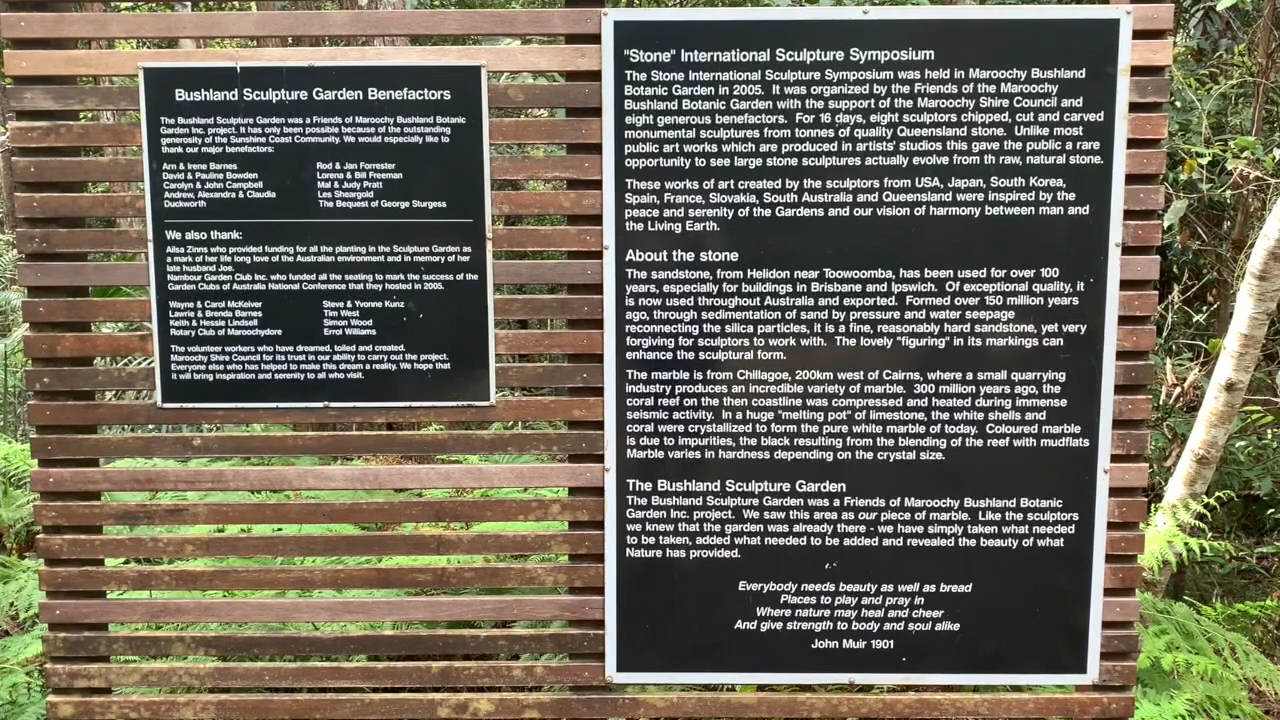 Bushland Sculpture Garden Benefactors
The Bushland Sculpture Garden was a Friends of Maroochy Bushland Botanic
Garden Inc. project. It has only been possible because of the outstanding
generosity of the Sunshine Coast Community. We would especially like to
thank our major benefactors:
Arn & Irene Barnes
David & Pauline Bowden
Carolyn & John Campbell
Andrew, Alexandra & Claudia
Duckworth
Rod & Jan Forrester
Lorena & Bill Freeman
Mal & Judy Pratt
Les Sheargold
The Bequest of George Sturgess
We also thank:
Ailsa Zinns who provided funding for all the planting in the Sculpture Garden as
a mark of her life long love of the Australian environment and in memory of her
late husband Joe.
Nambour Garden Club Inc. who funded all the seating to mark the success of the
Garden Clubs of Australia National Conference that they hosted in 2005.
Wayne & Carol McKeiver
Lawrie & Brenda Barnes
Keith & Hessie Lindsell
Rotary Club of Maroochydore
Steve & Yvonne Kunz
Tim West
Simon Wood
Errol Williams
The volunteer workers who have dreamed, toiled and created.
Maroochy Shire Council for its trust in our ability to carry out the project.
Everyone else who has helped to make this dream a reality. We hope that
it will bring inspiration and serenity to all who visit.
"Stone" International Sculpture Symposium
The Stone International Sculpture Symposium was held in Maroochy Bushland
Botanic Garden in 2005. It was organized by the Friends of the Maroochy
Bushland Botanic Garden with the support of the Maroochy Shire Council and
eight generous benefactors. For 16 days, eight sculptors chipped, cut and carved
monumental sculptures from tonnes of quality Queensland stone. Unlike most
public art works which are produced in artists' studios this gave the public a rare
opportunity to see large stone sculptures actually evolve from th raw, natural stone.
These works of art created by the sculptors from USA, Japan, South Korea,
Spain, France, Slovakia, South Australia and Queensland were inspired by the
peace and serenity of the Gardens and our vision of harmony between man and
the Living Earth.
About the stone
The sandstone, from Helidon near Toowoomba, has been used for over 100
years, especially for buildings in Brisbane and Ipswich. Of exceptional quality, it
is now used throughout Australia and exported. Formed over 150 million years
ago, through sedimentation of sand by pressure and water seepage
reconnecting the silica particles, it is a fine, reasonably hard sandstone, yet very
forgiving for sculptors to work with. The lovely "figuring" in its markings can
enhance the sculptural form.
The marble is from Chillagoe, 200km west of Cairns, where a small quarrying
industry produces an incredible variety of marble. 300 million years ago, the
coral reef on the then coastline was compressed and heated during immense
seismic activity. In a huge "melting pot" of limestone, the white shells and
coral were crystallized to form the pure white marble of today. Coloured marble
is due to impurities, the black resulting from the blending of the reef with mudflats
Marble varies in hardness depending on the crystal size.
The Bushland Sculpture Garden
The Bushland Sculpture Garden was a Friends of Maroochy Bushland Botanic
Garden Inc. project. We saw this area as our piece of marble. Like the sculptors
we knew that the garden was already there - we have simply taken what needed
to be taken, added what needed to be added and revealed the beauty of what
Nature has provided.
Everybody needs beauty as well as bread
Places to play and pray in
Where nature may heal and cheer
And give strength to body and soul alike
John Muir 1901